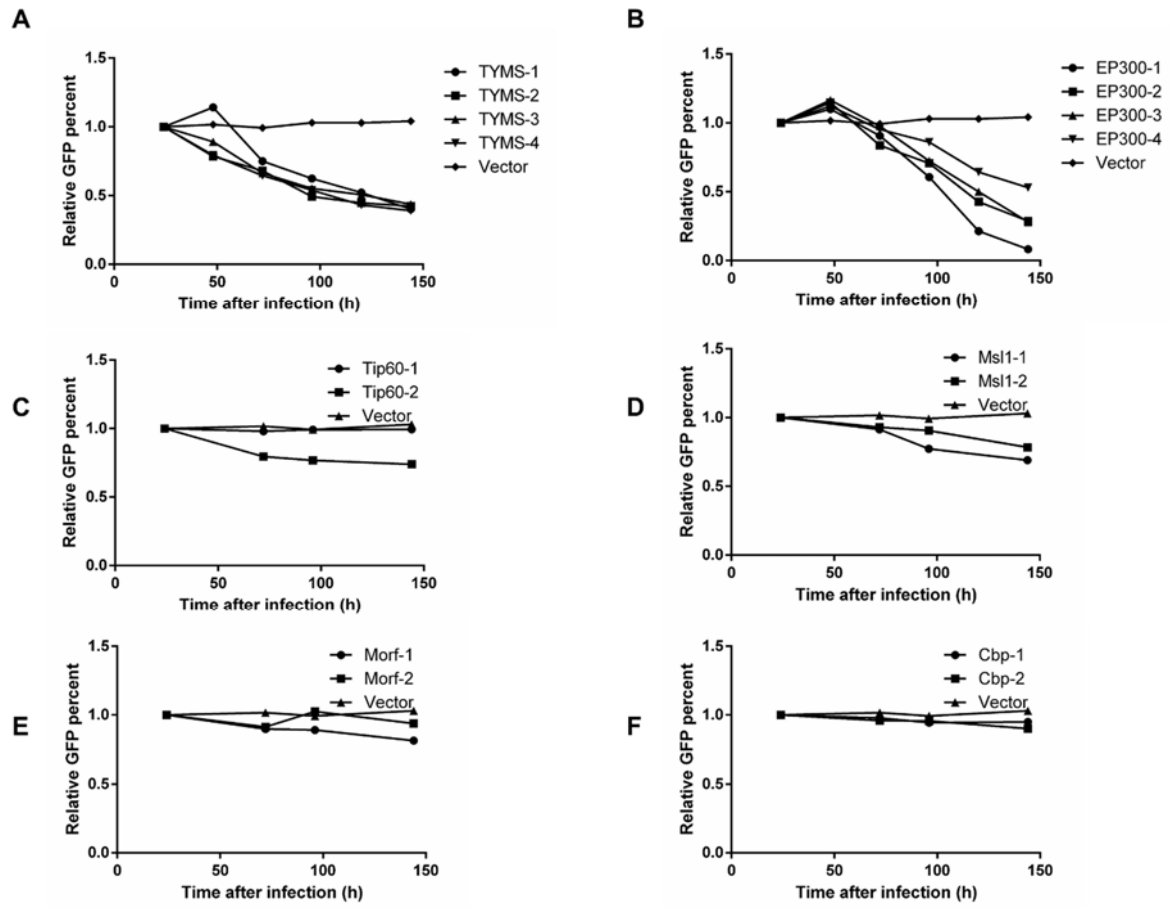 A
Relative GFP percent
1.5
1.0
0.5
0.0
0
50
100
150
Time after infection (h)
TYMS-1
TYMS-2
TYMS-3
TYMS-4
Vector
B
Relative GFP percent
1.5
1.0
0.5
0.0
0
50
100
150
Time after infection (h)
EP300-1
EP300-2
EP300-3
EP300-4
Vector
C
Relative GFP percent
1.5
1.0
0.5
0.0
0
50
100
150
Time after infection (h)
Tip60-1
Tip60-2
Vector
D
Relative GFP percent
1.5
1.0
0.5
0.0
0
50
100
150
Time after infection (h)
Msl1-1
Msl1-2
Vector
E
Relative GFP percent
1.5
1.0
0.5
0.0
0
50
100
150
Time after infection (h)
Morf-1
Morf-2
Vector
F
Relative GFP percent
1.5
1.0
0.5
0.0
0
50
100
150
Time after infection (h)
Cbp-1
Cbp-2
Vector